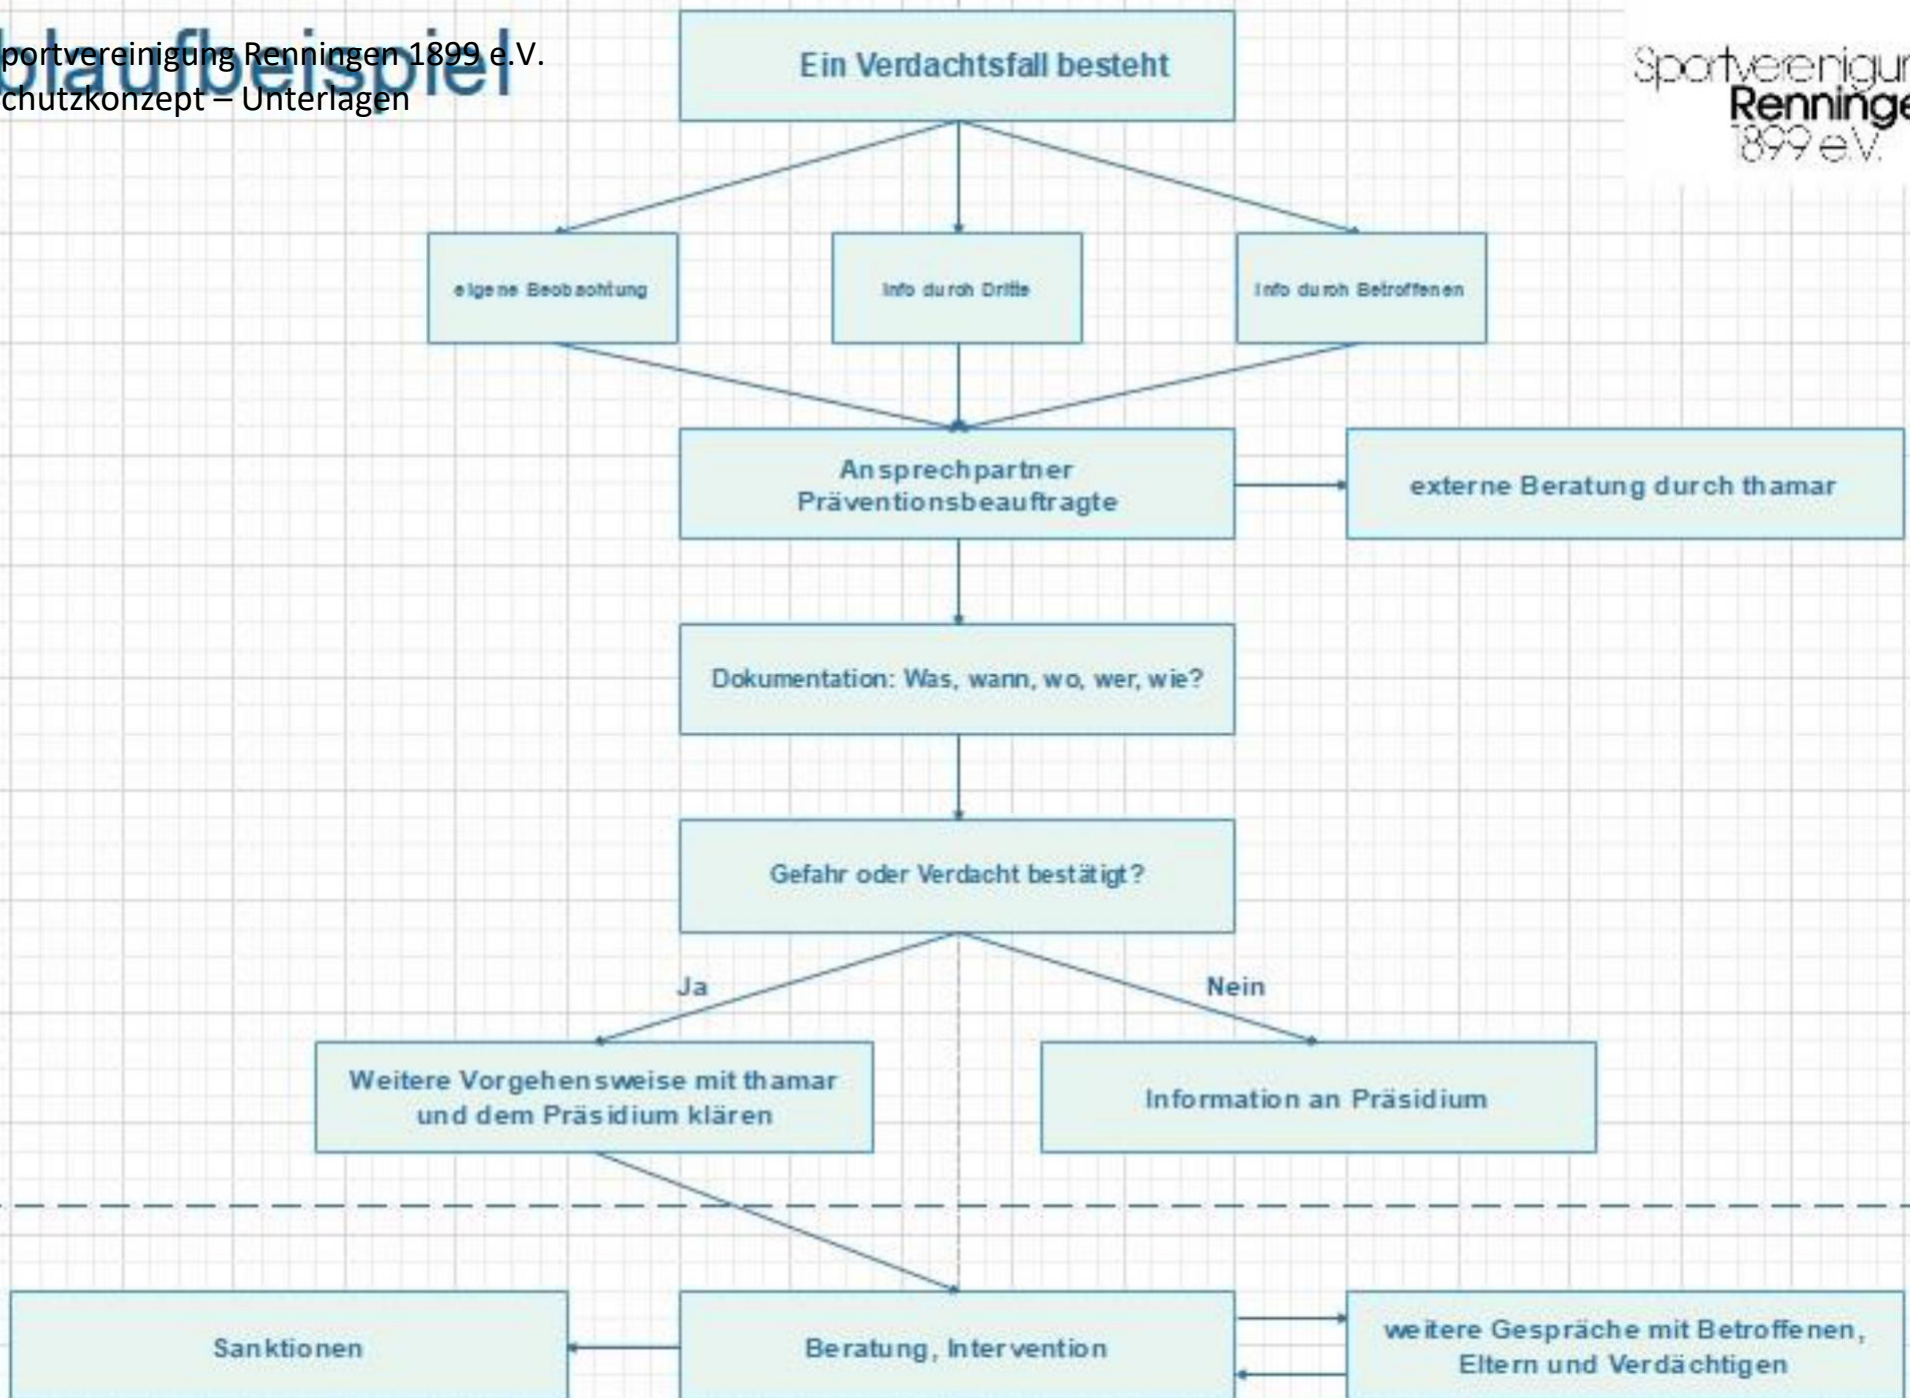 blaufbeispiel
portvereinigung Renningen 1899 e.V.
chutzkonzept – Unterlagen
Sportvereinigun
Renninge
1899 e.V.
Ein Verdachtsfall besteht
eigene Beobachtung
Info durch Dritte
Info durch Betroffenen
Ansprechpartner
Präventionsbeauftragte
externe Beratung durch thamar
Dokumentation: Was, wann, wo, wer, wie?
Gefahr oder Verdacht bestätigt?
Ja
Nein
Weitere Vorgehensweise mit thamar
und dem Präsidium klären
Information an Präsidium
Sanktionen
Beratung, Intervention
weitere Gespräche mit Betroffenen,
Eltern und Verdächtigen